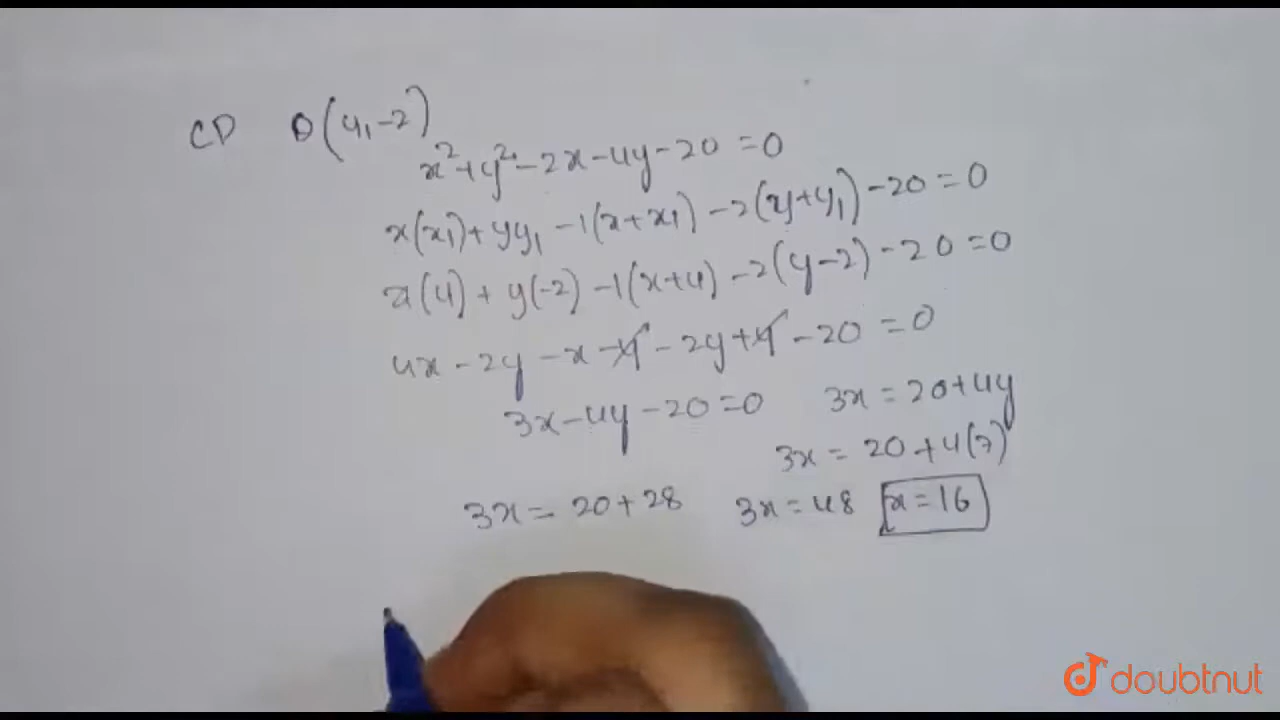 CD D(4,-2)
x²+y²-2x-4y-20=0
x(x₁)+yy₁-1(x+x₁)-2(y+y₁)-20=0
x(4)+y(-2)-1(x+4)-2(y-2)-20=0
4x-2y-x-4-2y+4-20=0
3x-4y-20=0 3x=20+4y
3x=20+4(7)
3x=20+28 3x=48 x=16
doubtnut